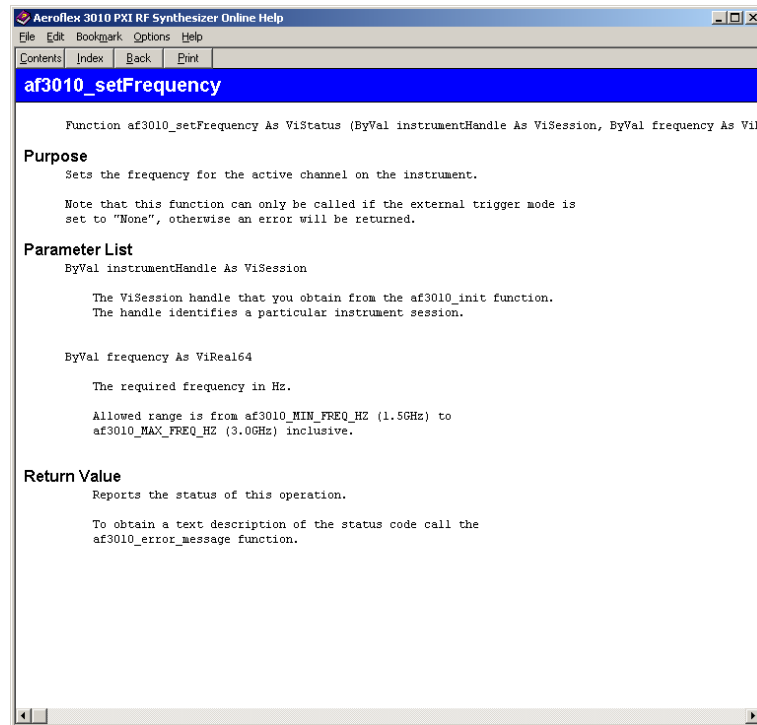 Aeroflex 3010 PXI RF Synthesizer Online Help
File Edit Bookmark Options Help
Contents Index Back Print
af3010_setFrequency
Function af3010_setFrequency As ViStatus (ByVal instrumentHandle As ViSession, ByVal frequency As
Purpose
Sets the frequency for the active channel on the instrument.
Note that this function can only be called if the external trigger mode is
set to "None", otherwise an error will be returned.
Parameter List
ByVal instrumentHandle As ViSession
The ViSession handle that you obtain from the af3010_init function.
The handle identifies a particular instrument session.
ByVal frequency As ViReal64
The required frequency in Hz.
Allowed range is from af3010_MIN_FREQ_HZ (1.5GHz) to
af3010_MAX_FREQ_HZ (3.0GHz) inclusive.
Return Value
Reports the status of this operation.
To obtain a text description of the status code call the
af3010_error_message function.